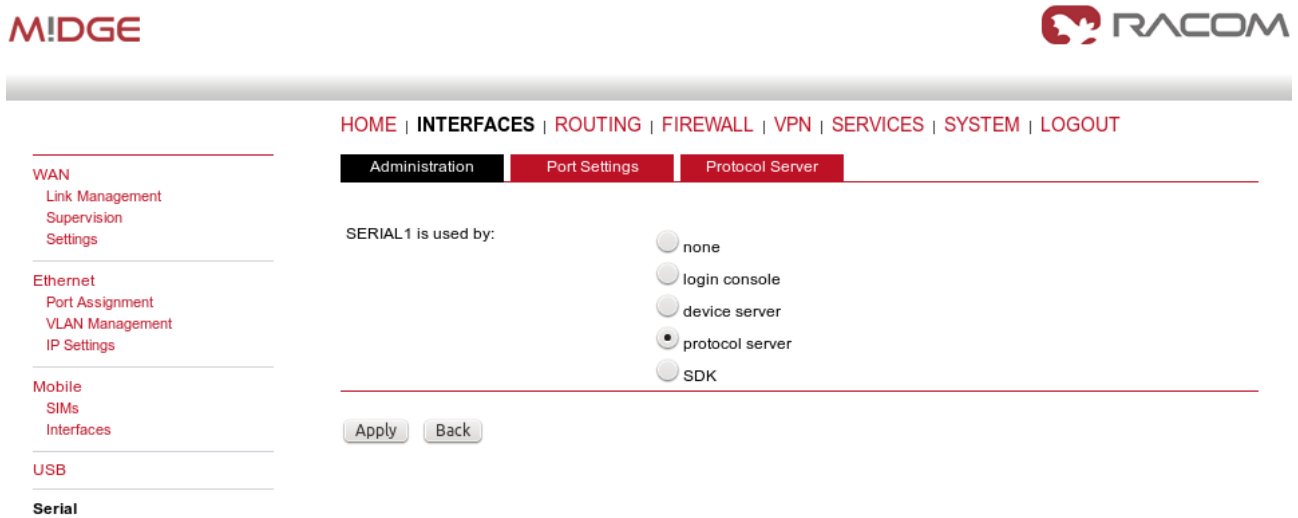 M!DGE
RACOM
HOME | INTERFACES | ROUTING | FIREWALL | VPN | SERVICES | SYSTEM | LOGOUT
Administration Port Settings Protocol Server
WAN
Link Management
Supervision
Settings
Ethernet
Port Assignment
VLAN Management
IP Settings
Mobile
SIMs
Interfaces
USB
Serial
SERIAL1 is used by:
none
login console
device server
protocol server
SDK
Apply Back